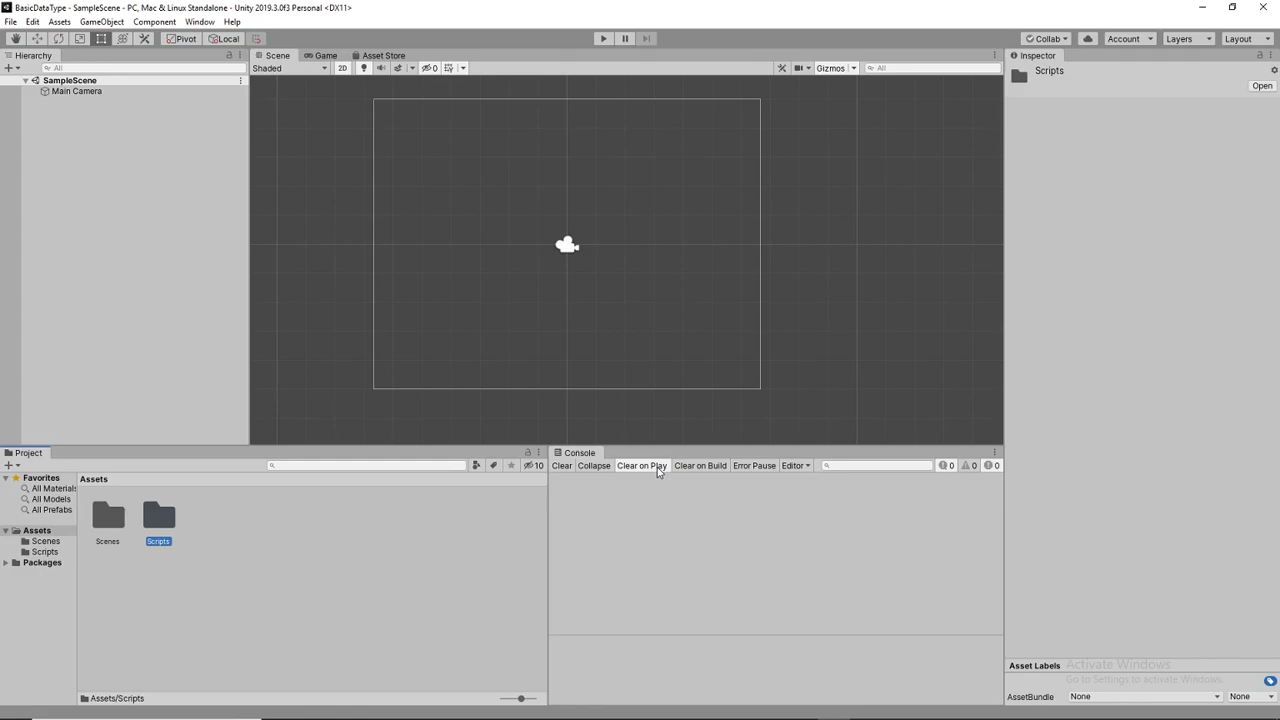 BasicDataType - SampleScene - PC, Mac & Linux Standalone - Unity 2019.3.0f3 Personal <DX11>
File Edit Assets GameObject Component Window Help
Pivot Local Collab Account Layers Layout
Hierarchy
All
SampleScene
Main Camera
Scene Game Asset Store
Shaded 2D 0 Gizmos All
Inspector
Scripts
Open
Project
10
Favorites
All Materials
All Models
All Prefabs
Assets
Scenes
Scripts
Packages
Assets
Scenes Scripts
Assets/Scripts
Console
Clear Collapse Clear on Play Clear on Build Error Pause Editor 0 0 0
Asset Labels
Activate Windows
Go to Settings to activate Windows.
AssetBundle None None